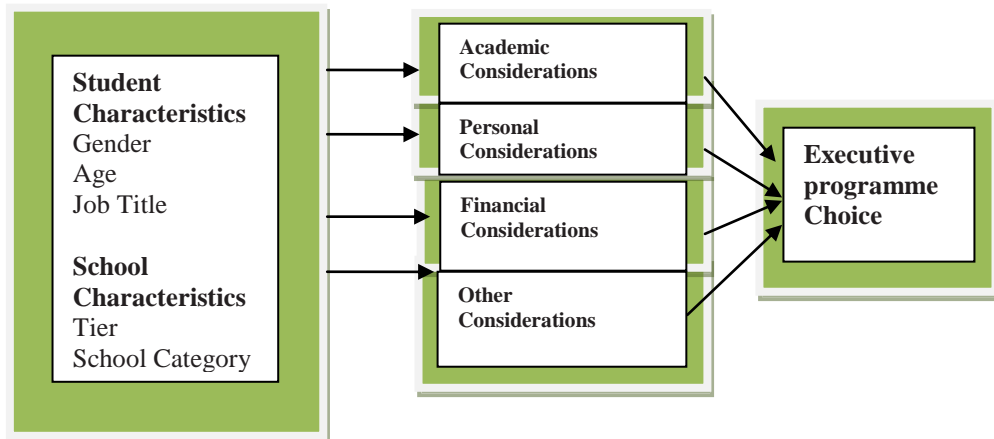 Student
Characteristics
Gender
Age
Job Title
School
Characteristics
Tier
School Category
Academic
Considerations
Personal
Considerations
Financial
Considerations
Other
Considerations
Executive
programme
Choice